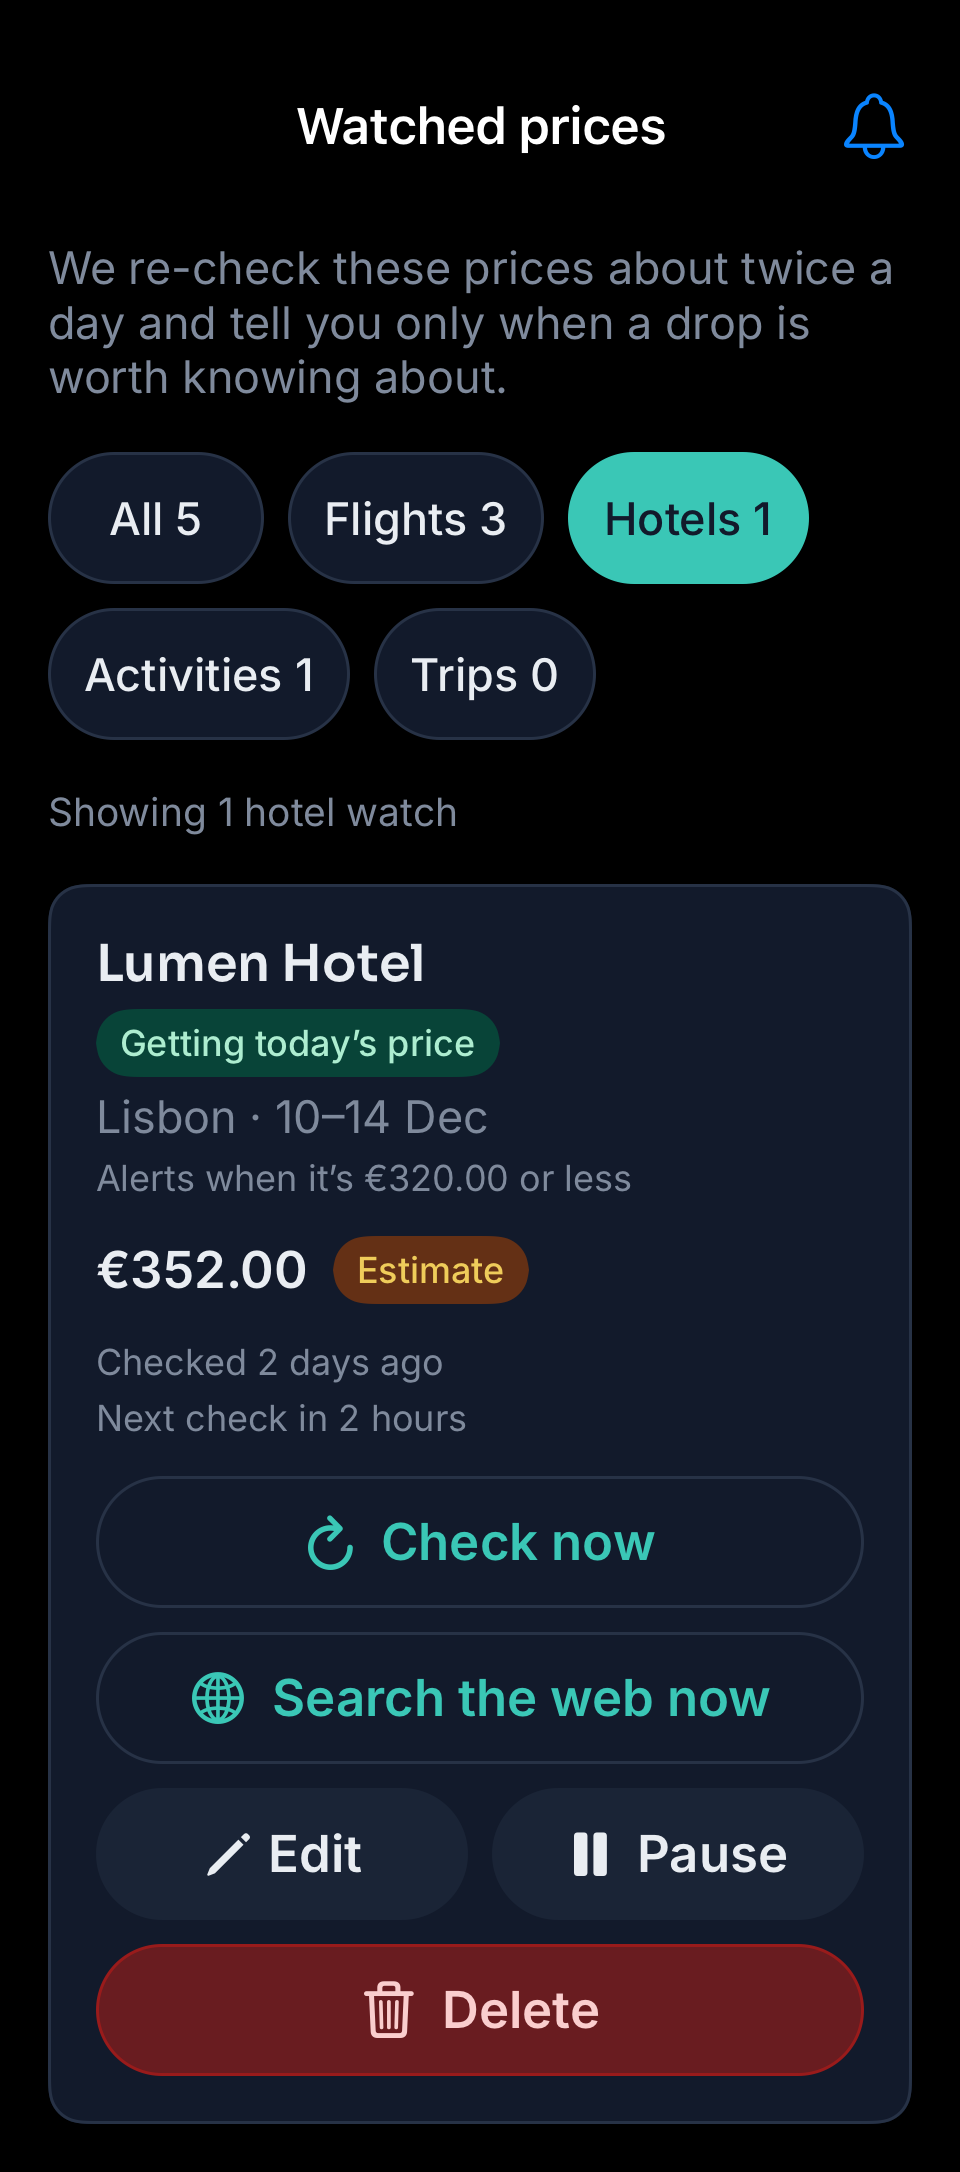 Watched prices
We re-check these prices about twice a
day and tell you only when a drop is
worth knowing about.
All 5
Flights 3
Hotels 1
Activities 1
Trips 0
Showing 1 hotel watch
Lumen Hotel
Getting today’s price
Lisbon · 10–14 Dec
Alerts when it’s €320.00 or less
€352.00
Estimate
Checked 2 days ago
Next check in 2 hours
Check now
Search the web now
Edit
Pause
Delete